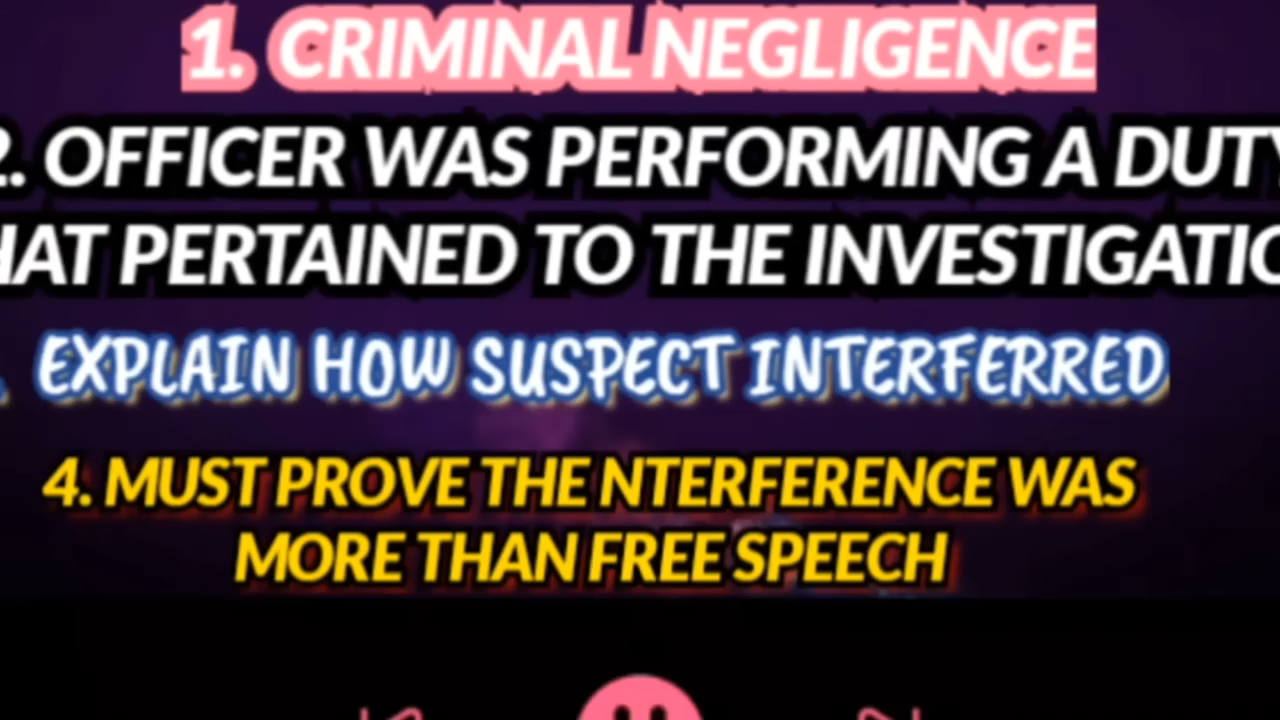 1. CRIMINAL NEGLIGENCE
2. OFFICER WAS PERFORMING A DUTY
HAT PERTAINED TO THE INVESTIGATIO
EXPLAIN HOW SUSPECT INTERFERRED
4. MUST PROVE THE NTERFERENCE WAS
MORE THAN FREE SPEECH